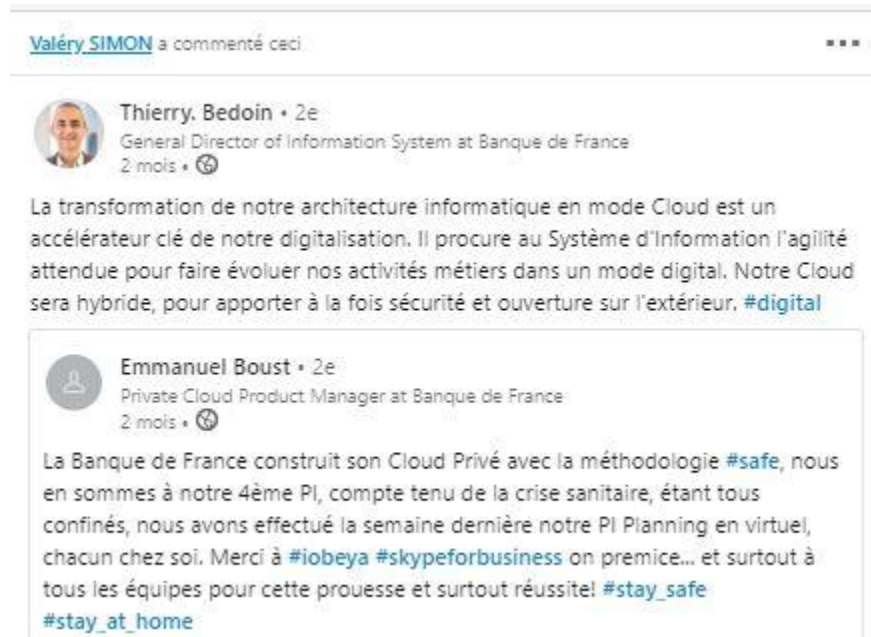 Valéry SIMON a commenté ceci
Thierry. Bedoin • 2e
General Director of Information System at Banque de France
2 mois •
La transformation de notre architecture informatique en mode Cloud est un
accélérateur clé de notre digitalisation. Il procure au Système d'Information l'agilité
attendue pour faire évoluer nos activités métiers dans un mode digital. Notre Cloud
sera hybride, pour apporter à la fois sécurité et ouverture sur l'extérieur. #digital
Emmanuel Boust • 2e
Private Cloud Product Manager at Banque de France
2 mois •
La Banque de France construit son Cloud Privé avec la méthodologie #safe, nous
en sommes à notre 4ème PI, compte tenu de la crise sanitaire, étant tous
confinés, nous avons effectué la semaine dernière notre PI Planning en virtuel,
chacun chez soi. Merci à #iobeya #skypeforbusiness on premice... et surtout à
tous les équipes pour cette prouesse et surtout réussite! #stay_safe
#stay_at_home